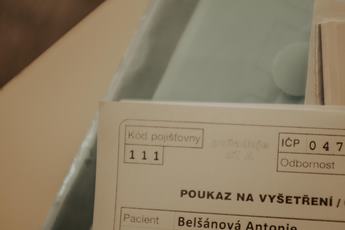 Kód pojišťovny
111
IČP 047
Odbornost
POUKAZ NA VYŠETŘENÍ /
Pacient Belšánová Antonie